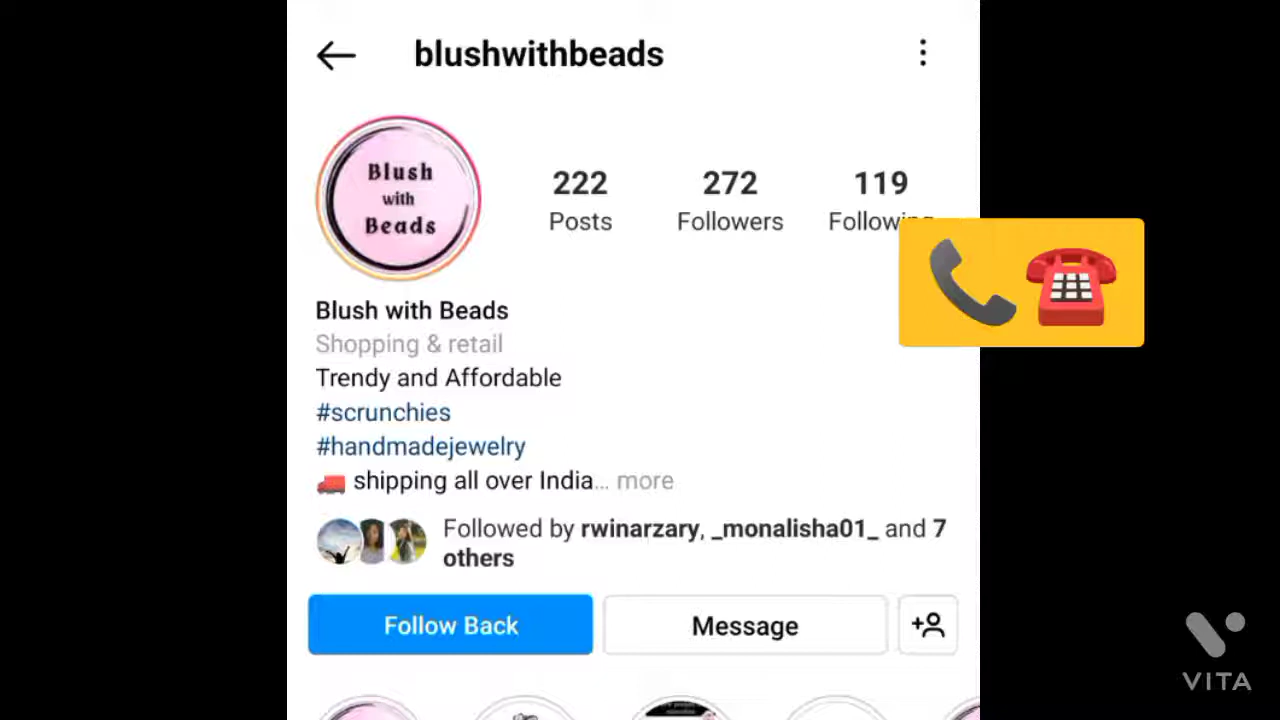 blushwithbeads
Blush
with
Beads
222 272 119
Posts Followers Following
Blush with Beads
Shopping & retail
Trendy and Affordable
#scrunchies
#handmadejewelry
shipping all over India... more
Followed by rwinarzary, _monalisha01_ and 7
others
Follow Back Message
VITA